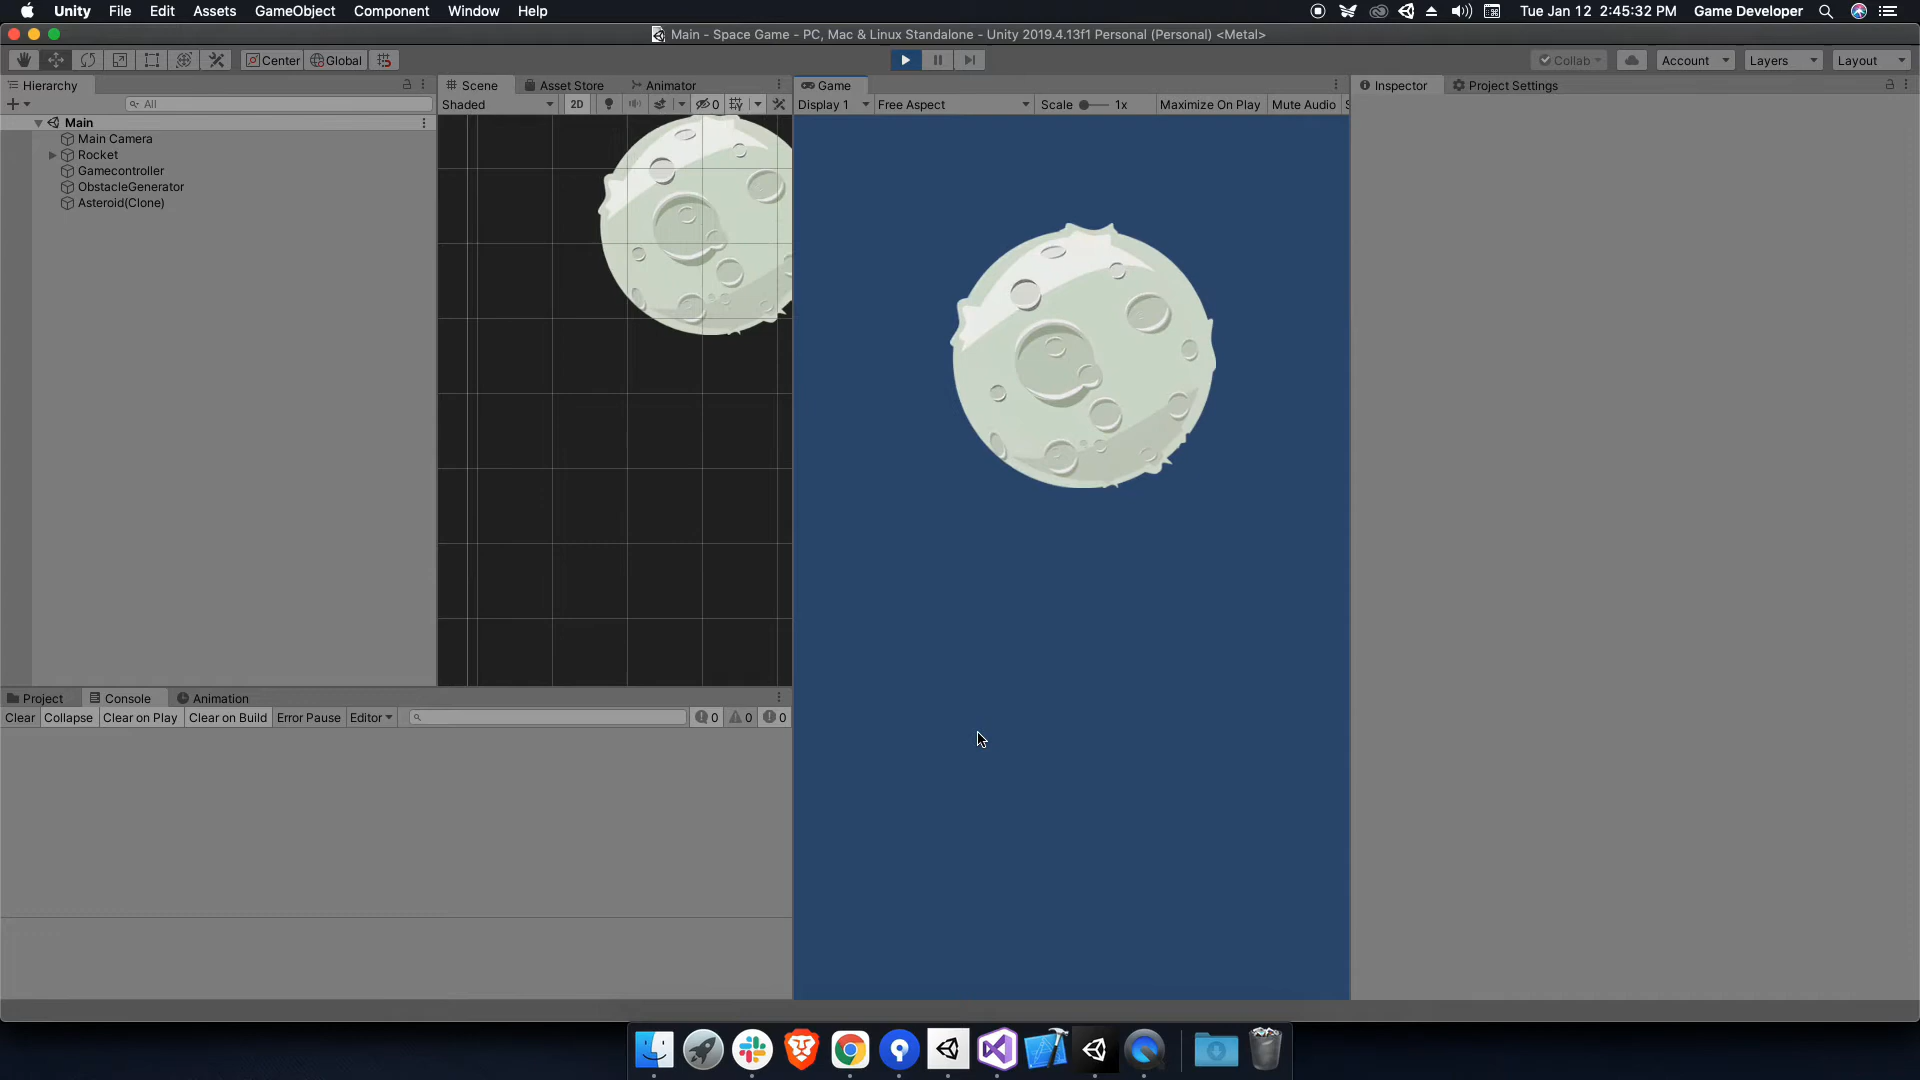 Unity File Edit Assets GameObject Component Window Help
Tue Jan 12 2:45:32 PM Game Developer
Main - Space Game - PC, Mac & Linux Standalone - Unity 2019.4.13f1 Personal (Personal) <Metal>
Center Global
Collab Account Layers Layout
Hierarchy
All
Main
Main Camera
Rocket
Gamecontroller
ObstacleGenerator
Asteroid(Clone)
Scene Asset Store Animator
Shaded 2D 0
Game
Display 1 Free Aspect Scale 1x Maximize On Play Mute Audio S
Inspector Project Settings
Project Console Animation
Clear Collapse Clear on Play Clear on Build Error Pause Editor 0 0 0